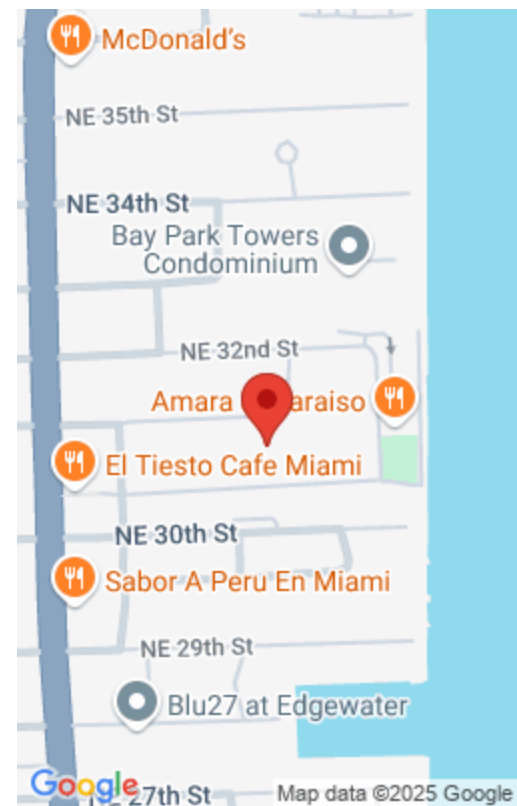 McDonald's
NE 35th St
NE 34th St
Bay Park Towers
Condominium
NE 32nd St
Amara araiso
El Tiesto Cafe Miami
NE 30th St
Sabor A Peru En Miami
NE 29th St
Blu27 at Edgewater
Google
27th St
Map data ©2025 Google